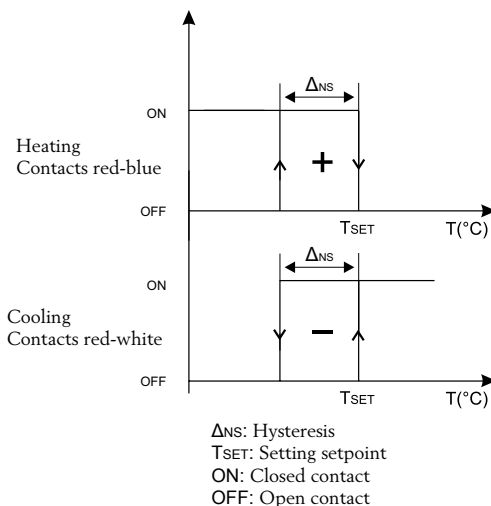 ΔNS
ON
Heating
Contacts red-blue
+
OFF
TSET
T(°C)
ΔNS
ON
Cooling
Contacts red-white
−
OFF
TSET
T(°C)
ΔNS: Hysteresis
TSET: Setting setpoint
ON: Closed contact
OFF: Open contact